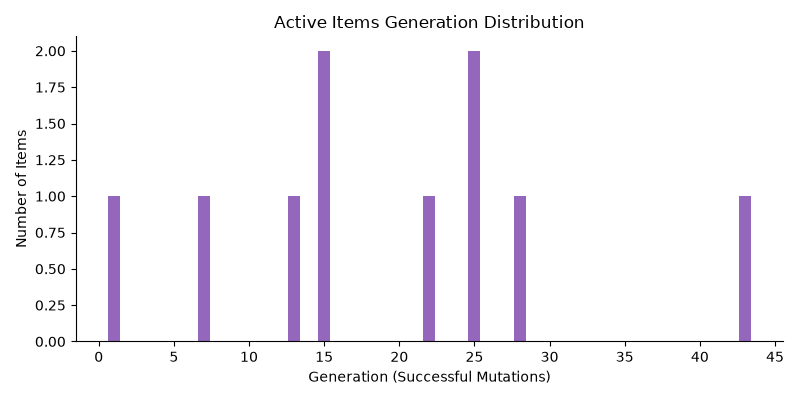 Active Items Generation Distribution
Number of Items
2.00
1.75
1.50
1.25
1.00
0.75
0.50
0.25
0.00
0 5 10 15 20 25 30 35 40 45
Generation (Successful Mutations)